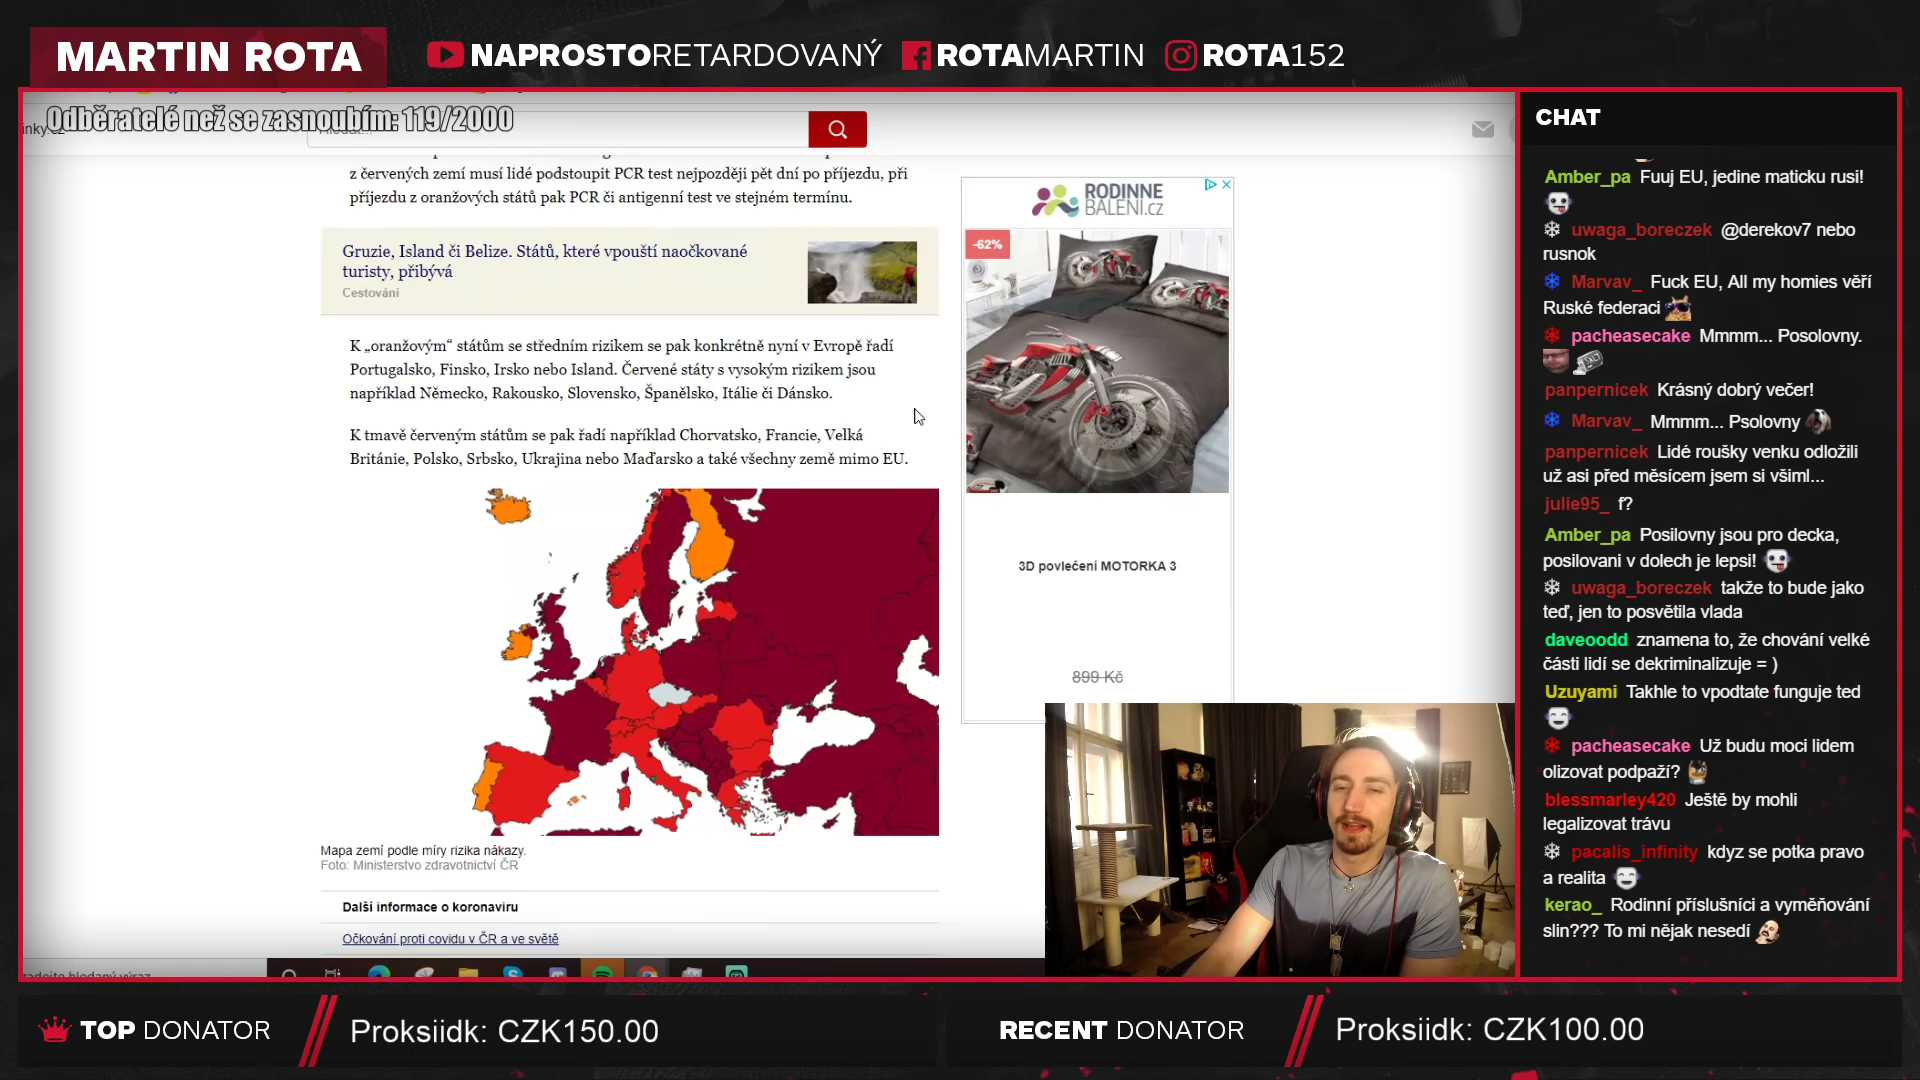 MARTIN ROTA
NAPROSTORETARDOVANÝ
ROTAMARTIN
ROTA152
Odběratelé než se zasnoubím: 119/2000
z červených zemí musí lidé podstoupit PCR test nejpozději pět dní po příjezdu, při
příjezdu z oranžových států pak PCR či antigenní test ve stejném termínu.
Gruzie, Island či Belize. Států, které vpouští naočkované
turisty, přibývá
Cestování
K „oranžovým“ státům se středním rizikem se pak konkrétně nyní v Evropě řadí
Portugalsko, Finsko, Irsko nebo Island. Červené státy s vysokým rizikem jsou
například Německo, Rakousko, Slovensko, Španělsko, Itálie či Dánsko.
K tmavě červeným státům se pak řadí například Chorvatsko, Francie, Velká
Británie, Polsko, Srbsko, Ukrajina nebo Maďarsko a také všechny země mimo EU.
Mapa zemí podle míry rizika nákazy.
Foto: Ministerstvo zdravotnictví ČR
Další informace o koronaviru
Očkování proti covidu v ČR a ve světě
RODINNE
BALENI.cz
-62%
3D povlečení MOTORKA 3
899 Kč
CHAT
Amber_pa Fuuj EU, jedine maticku rusi!
uwaga_boreczek @derekov7 nebo
rusnok
Marvav_ Fuck EU, All my homies věří
Ruské federaci
pacheasecake Mmmm... Posolovny.
panpernicek Krásný dobrý večer!
Marvav_ Mmmm... Psolovny
panpernicek Lidé roušky venku odložili
už asi před měsícem jsem si všiml...
julie95_ f?
Amber_pa Posilovny jsou pro decka,
posilovani v dolech je lepsi!
uwaga_boreczek takže to bude jako
teď, jen to posvětila vlada
daveoodd znamena to, že chování velké
části lidí se dekriminalizuje = )
Uzuyami Takhle to vpodtate funguje ted
pacheasecake Už budu moci lidem
olizovat podpaží?
blessmarley420 Ještě by mohli
legalizovat trávu
pacalis_infinity kdyz se potka pravo
a realita
kerao_ Rodinní příslušníci a vyměňování
slin??? To mi nějak nesedí
TOP DONATOR
Proksiidk: CZK150.00
RECENT DONATOR
Proksiidk: CZK100.00